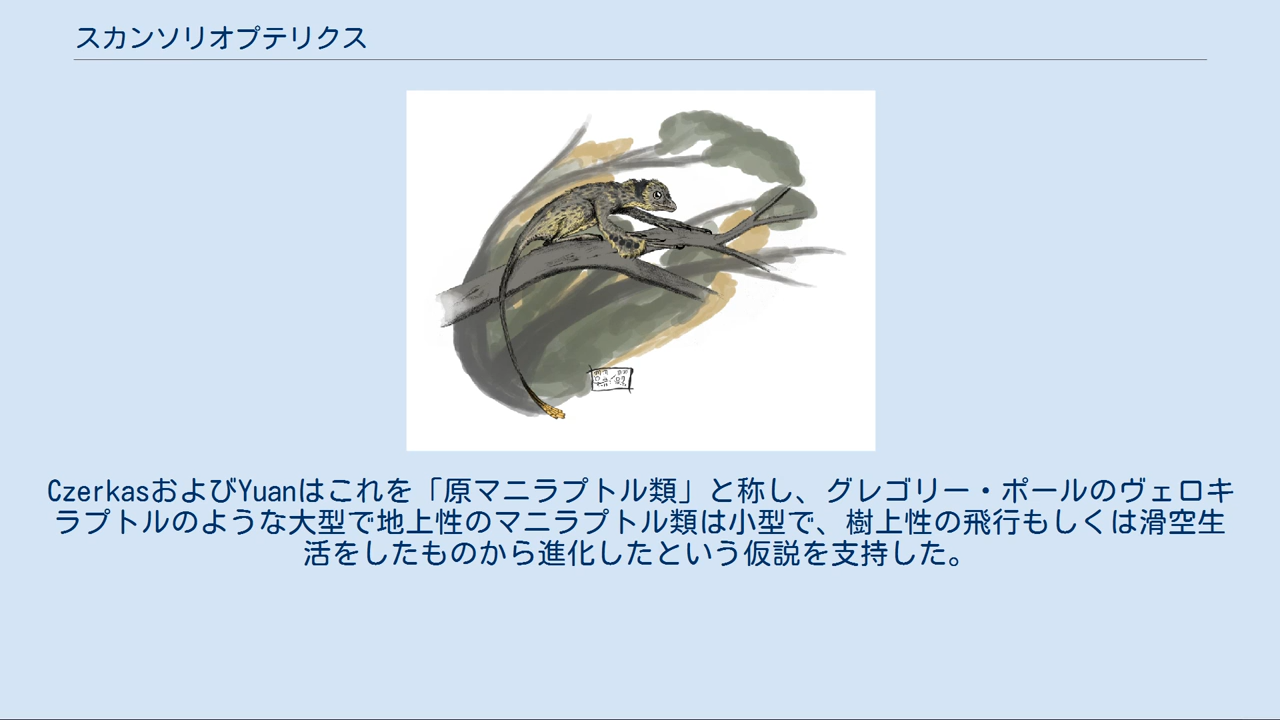 スカンソリオプテリクス
CzerkasおよびYuanはこれを「原マニラプトル類」と称し、グレゴリー・ポールのヴェロキ
ラプトルのような大型で地上性のマニラプトル類は小型で、樹上性の飛行もしくは滑空生
活をしたものから進化したという仮説を支持した。